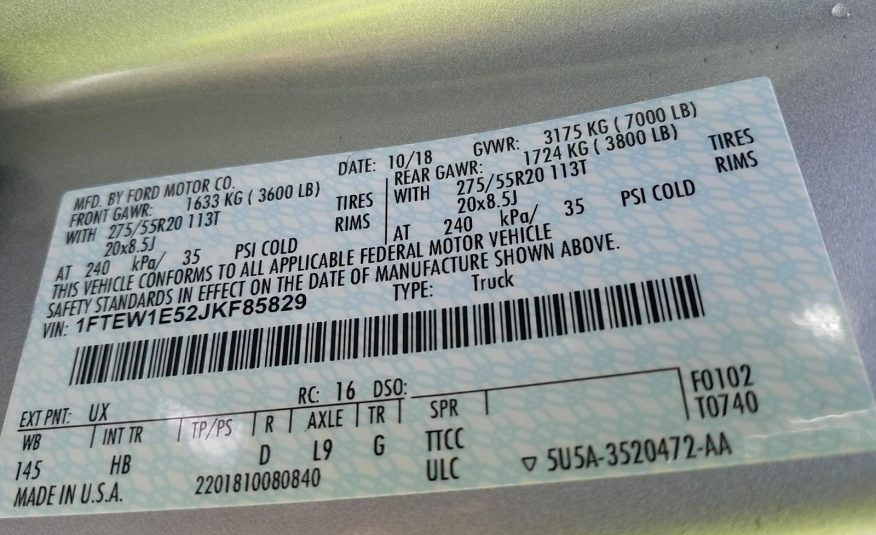 MFD. BY FORD MOTOR CO. DATE: 10/18 GVWR: 3175 KG ( 7000 LB)
FRONT GAWR: 1633 KG ( 3600 LB) REAR GAWR: 1724 KG ( 3800 LB)
WITH 275/55R20 113T TIRES WITH 275/55R20 113T TIRES
20x8.5J RIMS 20x8.5J RIMS
AT 240 kPa/ 35 PSI COLD AT 240 kPa/ 35 PSI COLD
THIS VEHICLE CONFORMS TO ALL APPLICABLE FEDERAL MOTOR VEHICLE
SAFETY STANDARDS IN EFFECT ON THE DATE OF MANUFACTURE SHOWN ABOVE.
VIN: 1FTEW1E52JKF85829 TYPE: Truck
EXT PNT: UX RC: 16 DSO: F0102
WB INT TR TP/PS R AXLE TR SPR T0740
145 HB D L9 G TTCC
MADE IN U.S.A. 2201810080840 ULC ▽ 5U5A-3520472-AA